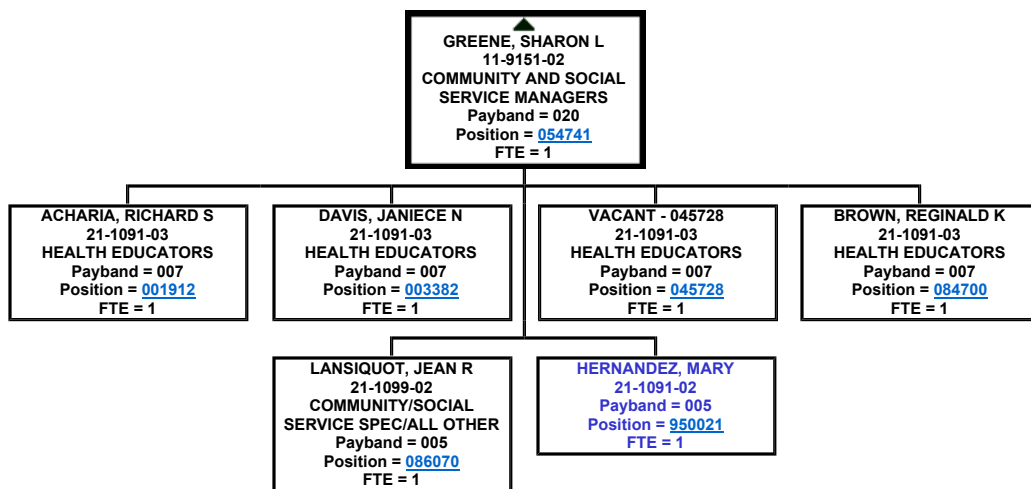 GREENE, SHARON L
11-9151-02
COMMUNITY AND SOCIAL
SERVICE MANAGERS
Payband = 020
Position = 054741
FTE = 1
ACHARIA, RICHARD S
21-1091-03
HEALTH EDUCATORS
Payband = 007
Position = 001912
FTE = 1
DAVIS, JANIECE N
21-1091-03
HEALTH EDUCATORS
Payband = 007
Position = 003382
FTE = 1
VACANT - 045728
21-1091-03
HEALTH EDUCATORS
Payband = 007
Position = 045728
FTE = 1
BROWN, REGINALD K
21-1091-03
HEALTH EDUCATORS
Payband = 007
Position = 084700
FTE = 1
LANSIQUOT, JEAN R
21-1099-02
COMMUNITY/SOCIAL
SERVICE SPEC/ALL OTHER
Payband = 005
Position = 086070
FTE = 1
HERNANDEZ, MARY
21-1091-02
Payband = 005
Position = 950021
FTE = 1